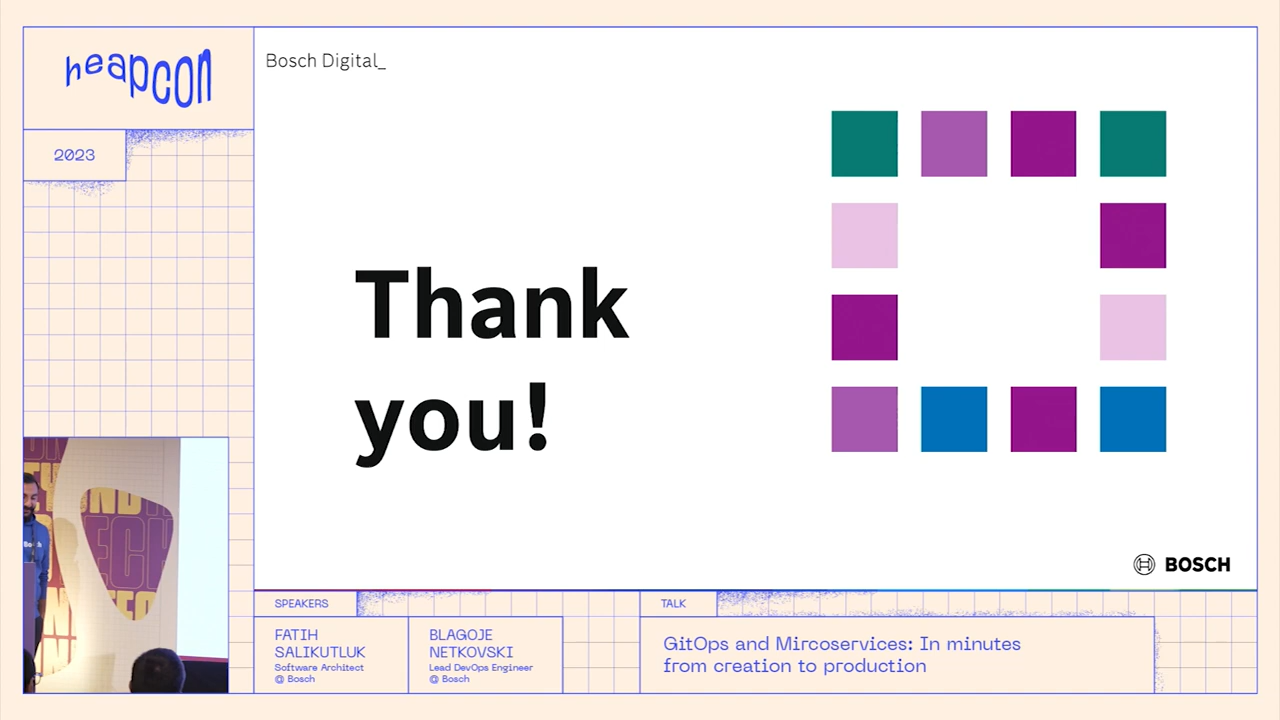 heapcon
2023
Bosch Digital_
Thank
you!
BOSCH
SPEAKERS
FATIH
SALIKUTLUK
Software Architect
@ Bosch
BLAGOJE
NETKOVSKI
Lead DevOps Engineer
@ Bosch
TALK
GitOps and Mircoservices: In minutes
from creation to production